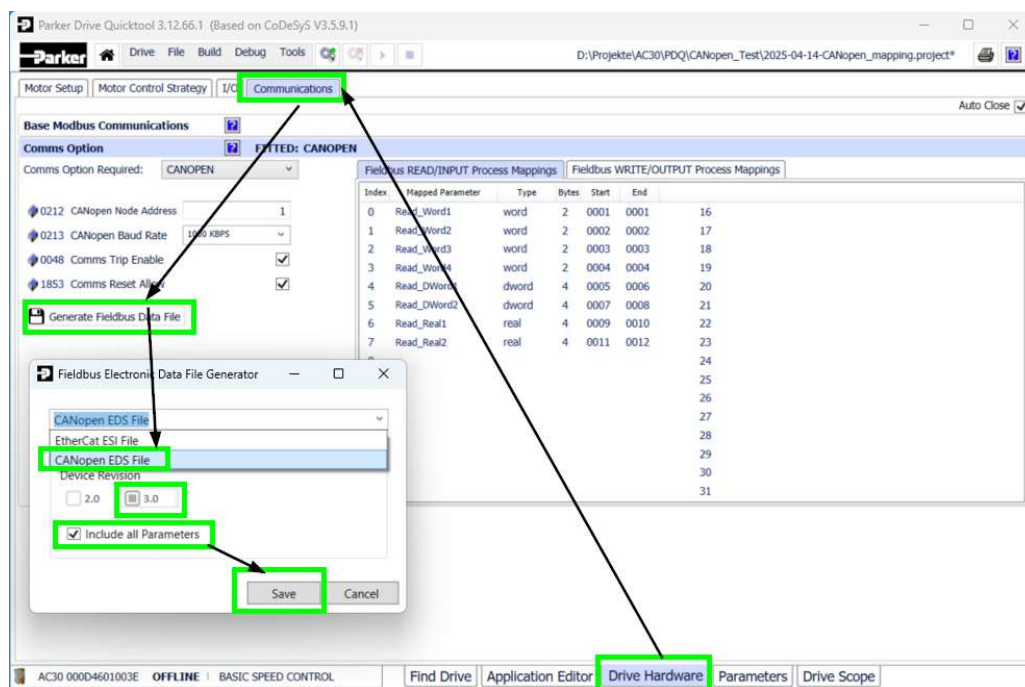 Parker Drive Quicktool 3.12.66.1 (Based on CoDeSyS V3.5.9.1)
Parker Drive File Build Debug Tools D:\Projekte\AC30\PDQ\CANopen_Test\2025-04-14-CANopen_mapping.project*
Motor Setup Motor Control Strategy I/O Communications
Auto Close
Base Modbus Communications
Comms Option FITTED: CANOPEN
Comms Option Required: CANOPEN
Fieldbus READ/INPUT Process Mappings Fieldbus WRITE/OUTPUT Process Mappings
Index Mapped Parameter Type Bytes Start End
0 Read_Word1 word 2 0001 0001 16
0212 CANopen Node Address 1
1 Read_Word2 word 2 0002 0002 17
0213 CANopen Baud Rate 1000 KBPS
2 Read_Word3 word 2 0003 0003 18
0048 Comms Trip Enable
3 Read_Word4 word 2 0004 0004 19
1853 Comms Reset Allow
4 Read_DWord1 dword 4 0005 0006 20
5 Read_DWord2 dword 4 0007 0008 21
Generate Fieldbus Data File
6 Read_Real1 real 4 0009 0010 22
7 Read_Real2 real 4 0011 0012 23
24
25
26
27
28
29
30
31
Fieldbus Electronic Data File Generator
CANopen EDS File
EtherCat ESI File
CANopen EDS File
Device Revision
2.0 3.0
Include all Parameters
Save Cancel
AC30 000D4601003E OFFLINE BASIC SPEED CONTROL Find Drive Application Editor Drive Hardware Parameters Drive Scope